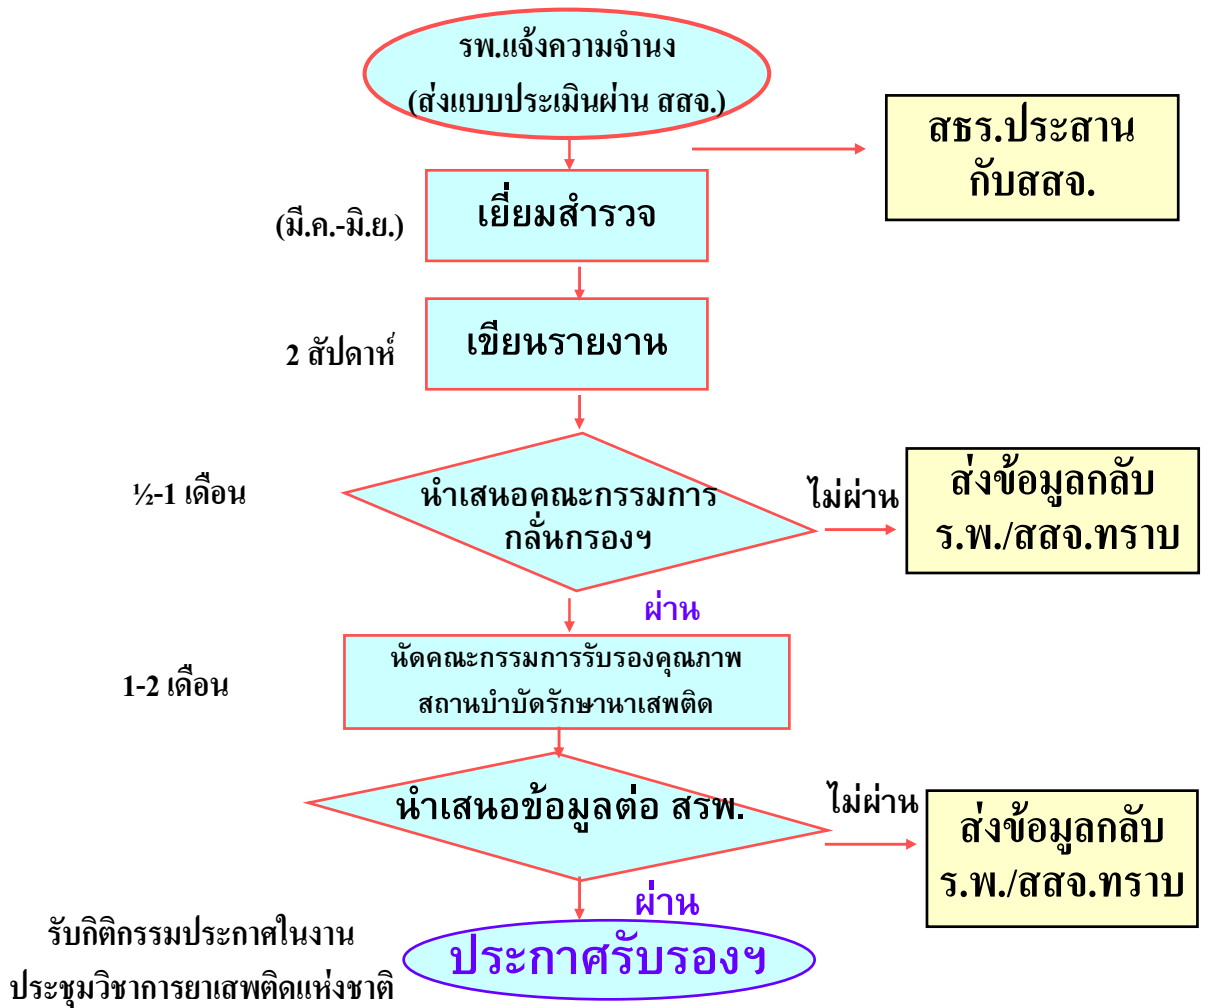 รพ.แจ้งความจำนง
(ส่งแบบประเมินผ่าน สสจ.)
สธร.ประสาน
กับสสจ.
เยี่ยมสำรวจ
(มี.ค.-มิ.ย.)
เขียนรายงาน
2 สัปดาห์
½-1 เดือน
นำเสนอคณะกรรมการ
กลั่นกรองฯ
ไม่ผ่าน
ส่งข้อมูลกลับ
ร.พ./สสจ.ทราบ
ผ่าน
นัดคณะกรรมการรับรองคุณภาพ
สถานบำบัดรักษานาเสพติด
1-2 เดือน
นำเสนอข้อมูลต่อ สรพ.
ไม่ผ่าน
ส่งข้อมูลกลับ
ร.พ./สสจ.ทราบ
ผ่าน
ประกาศรับรองฯ
รับกิติกรรมประกาศในงาน
ประชุมวิชาการยาเสพติดแห่งชาติ